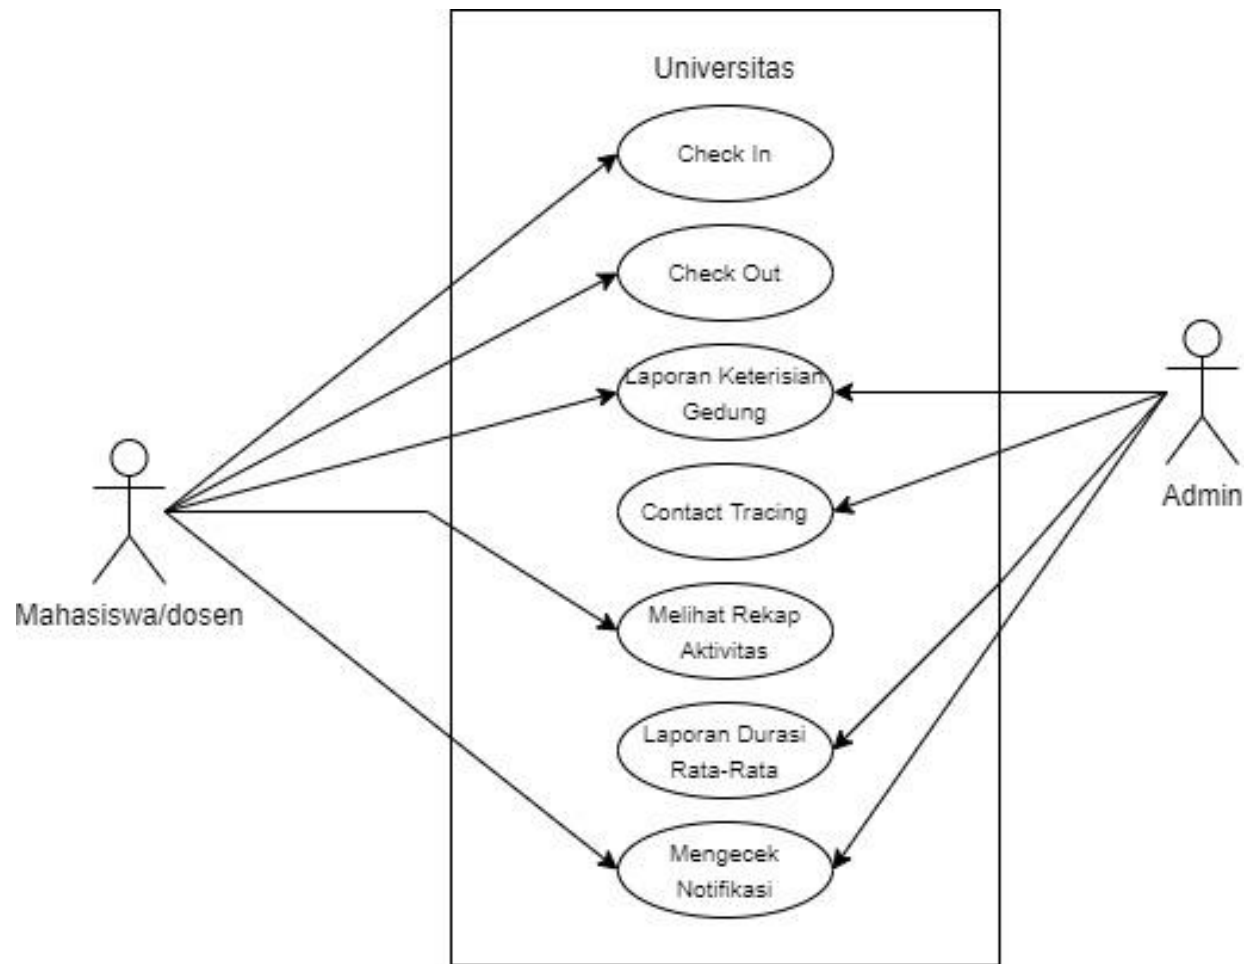 Universitas
Check In
Check Out
Laporan Keterisian
Gedung
Contact Tracing
Admin
Mahasiswa/dosen
Melihat Rekap
Aktivitas
Laporan Durasi
Rata-Rata
Mengecek
Notifikasi